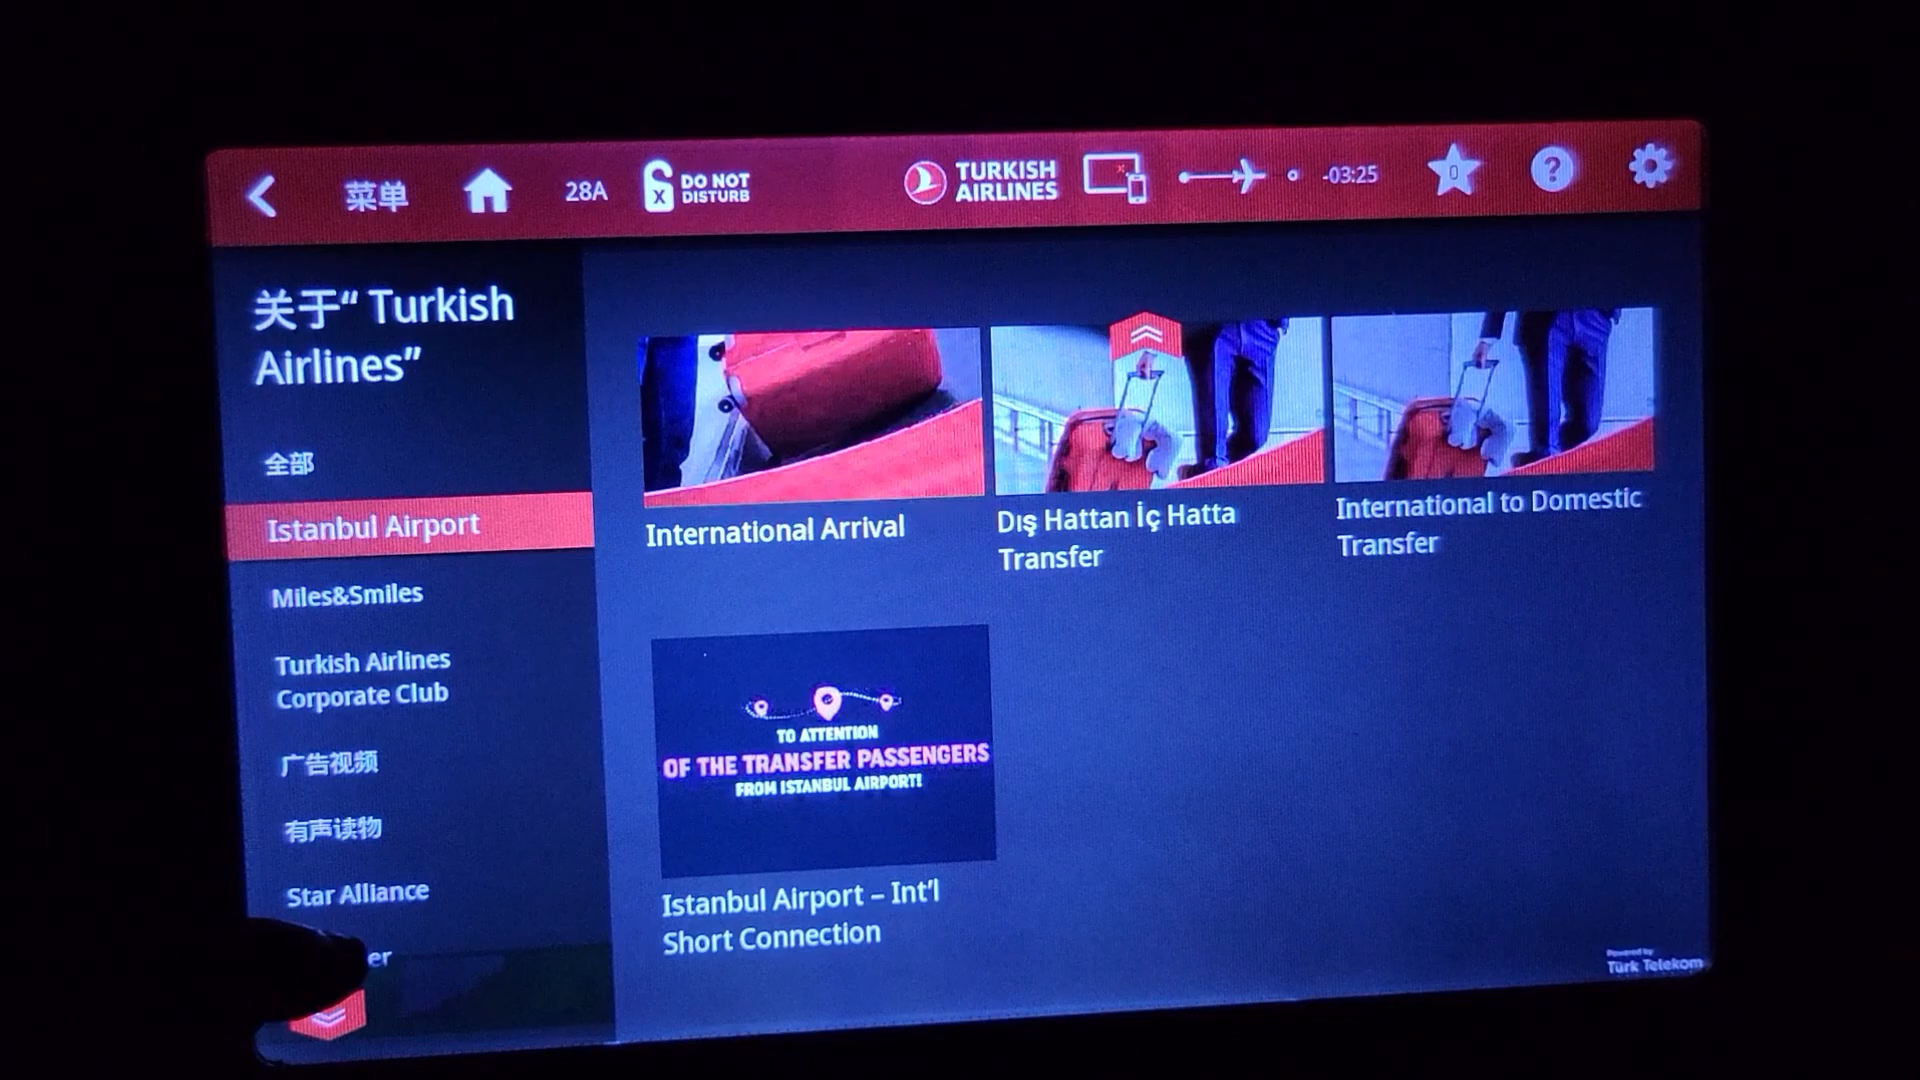 菜单
28A
DO NOT
DISTURB
TURKISH
AIRLINES
-03:25
0
?
关于“ Turkish
Airlines”
全部
Istanbul Airport
Miles&Smiles
Turkish Airlines
Corporate Club
广告视频
有声读物
Star Alliance
er
International Arrival
Dış Hattan İç Hatta
Transfer
International to Domestic
Transfer
TO ATTENTION
OF THE TRANSFER PASSENGERS
FROM ISTANBUL AIRPORT!
Istanbul Airport – Int’l
Short Connection
Powered by
Türk Telekom